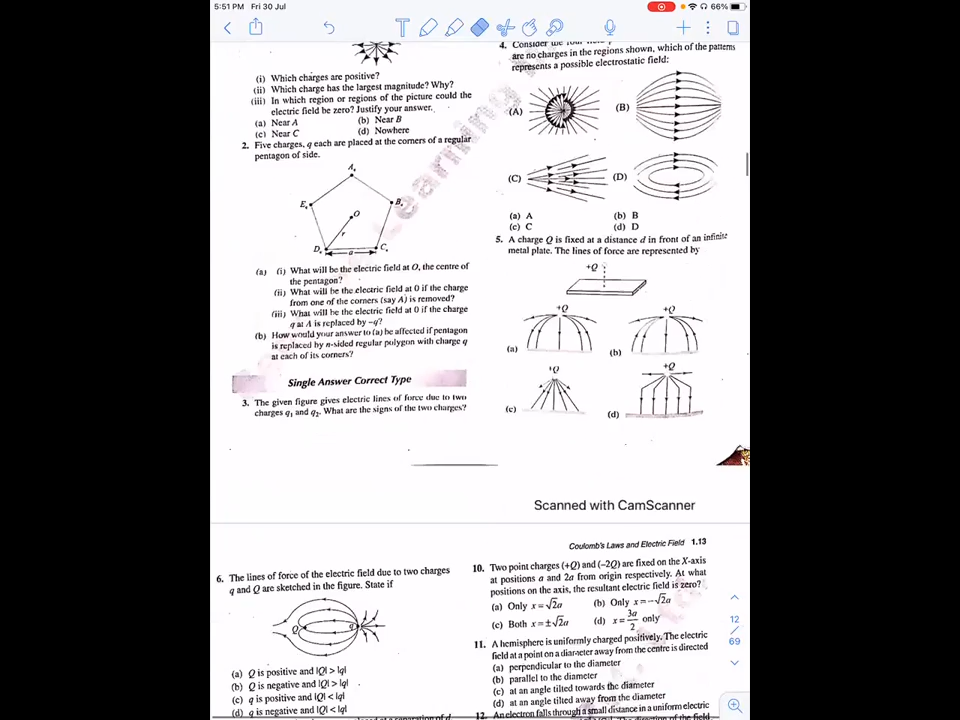 5:51 PM Fri 30 Jul
66%
(i) Which charges are positive?
(ii) Which charge has the largest magnitude? Why?
(iii) In which region or regions of the picture could the
electric field be zero? Justify your answer.
(a) Near A (b) Near B
(c) Near C (d) Nowhere
2. Five charges, q each are placed at the corners of a regular
pentagon of side.
A
E
B
O
r
D
a
C
(a) (i) What will be the electric field at O, the centre of
the pentagon?
(ii) What will be the electric field at 0 if the charge
from one of the corners (say A) is removed?
(iii) What will be the electric field at 0 if the charge
q at A is replaced by –q?
(b) How would your answer to (a) be affected if pentagon
is replaced by n-sided regular polygon with charge q
at each of its corners?
Single Answer Correct Type
3. The given figure gives electric lines of force due to two
charges q₁ and q₂. What are the signs of the two charges?
4. Consider
are no charges in the regions shown, which of the patterns
represents a possible electrostatic field:
(A) (B)
(C) (D)
(a) A (b) B
(c) C (d) D
5. A charge Q is fixed at a distance d in front of an infinite
metal plate. The lines of force are represented by
+Q
+Q +Q
(a) (b)
+Q +Q
(c) (d)
earning
Scanned with CamScanner
Coulomb's Laws and Electric Field 1.13
6. The lines of force of the electric field due to two charges
q and Q are sketched in the figure. State if
Q q
(a) Q is positive and |Q| > |q|
(b) Q is negative and |Q| > |q|
(c) q is positive and |Q| < |q|
(d) q is negative and |Q| < |q|
10. Two point charges (+Q) and (–2Q) are fixed on the X-axis
at positions a and 2a from origin respectively. At what
positions on the axis, the resultant electric field is zero?
(a) Only x = √2a (b) Only x = –√2a
(c) Both x = ±√2a (d) x = 3a/2 only
11. A hemisphere is uniformly charged positively. The electric
field at a point on a diameter away from the centre is directed
(a) perpendicular to the diameter
(b) parallel to the diameter
(c) at an angle tilted towards the diameter
(d) at an angle tilted away from the diameter
12. An electron falls through a small distance in a uniform electric
12
69